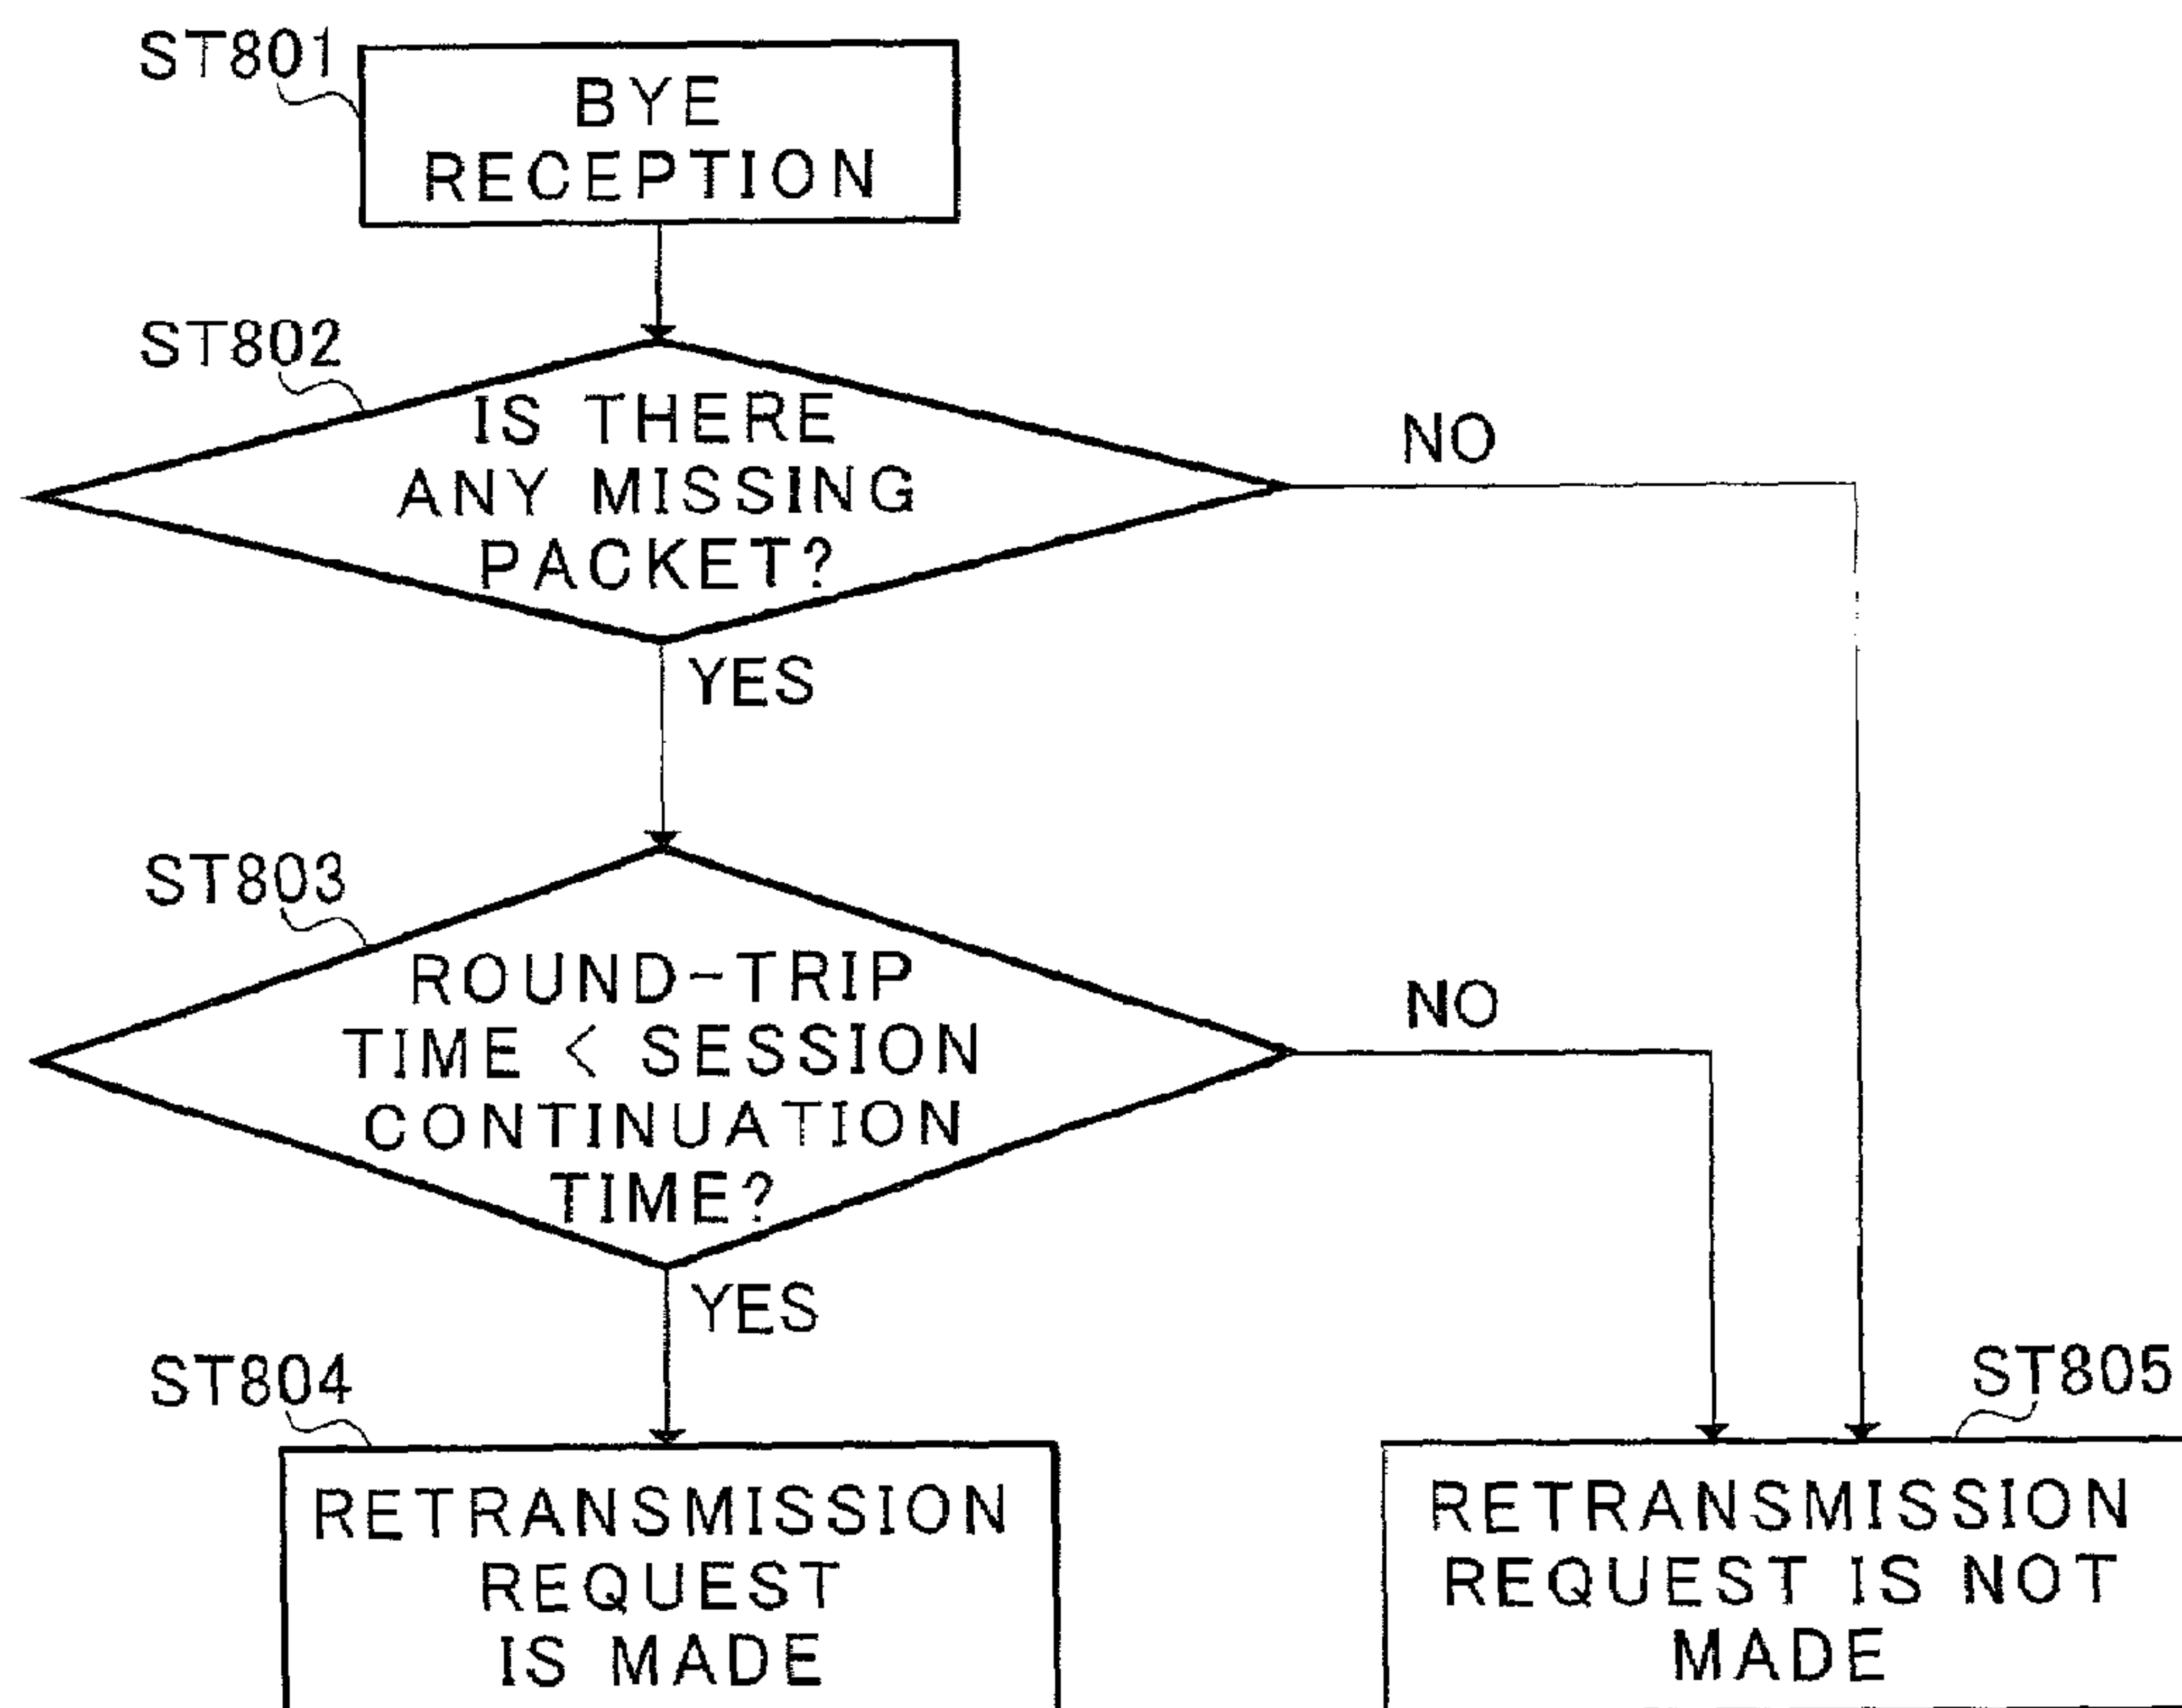 ST801
BYE
RECEPTION
ST802
IS THERE
ANY MISSING
PACKET?
NO
YES
ST803
ROUND-TRIP
TIME < SESSION
CONTINUATION
TIME?
NO
YES
ST804
RETRANSMISSION
REQUEST
IS MADE
ST805
RETRANSMISSION
REQUEST IS NOT
MADE